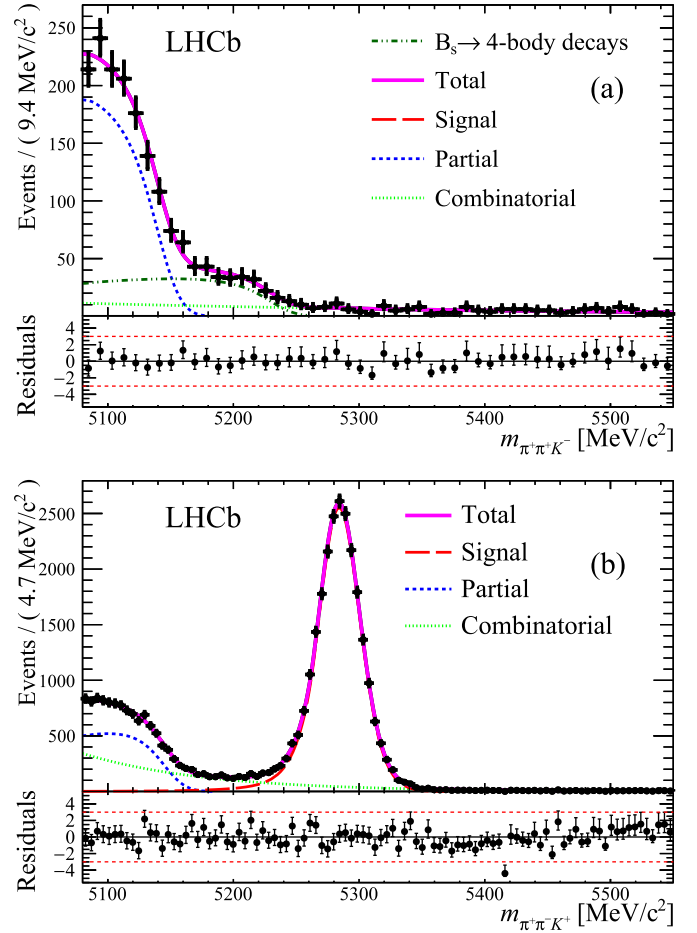 Events / ( 9.4 MeV/c² )
250
200
150
100
50
LHCb
(a)
B_s → 4-body decays
Total
Signal
Partial
Combinatorial
Residuals
4
2
0
−2
−4
5100 5200 5300 5400 5500
m_{π⁺π⁺K⁻} [MeV/c²]
Events / ( 4.7 MeV/c² )
2500
2000
1500
1000
500
LHCb
(b)
Total
Signal
Partial
Combinatorial
Residuals
4
2
0
−2
−4
5100 5200 5300 5400 5500
m_{π⁺π⁻K⁺} [MeV/c²]